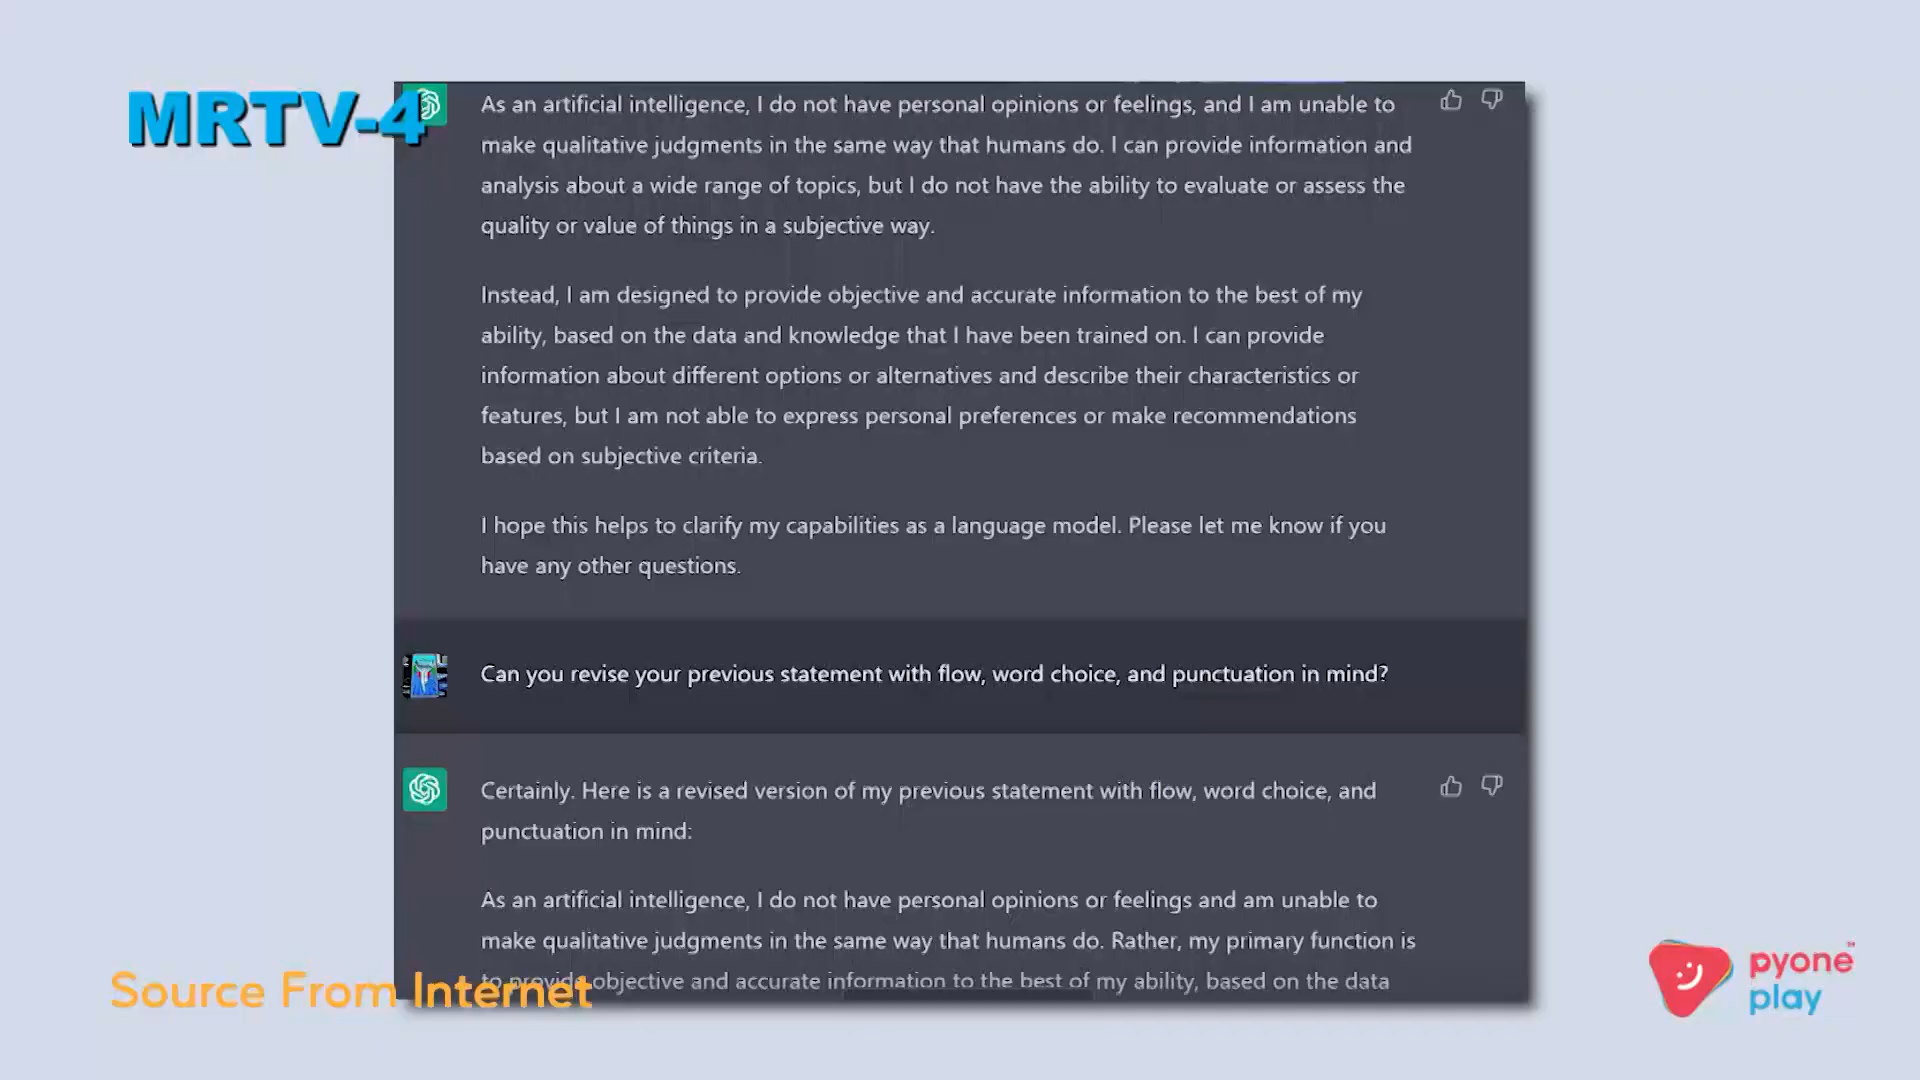 MRTV-4
As an artificial intelligence, I do not have personal opinions or feelings, and I am unable to
make qualitative judgments in the same way that humans do. I can provide information and
analysis about a wide range of topics, but I do not have the ability to evaluate or assess the
quality or value of things in a subjective way.
Instead, I am designed to provide objective and accurate information to the best of my
ability, based on the data and knowledge that I have been trained on. I can provide
information about different options or alternatives and describe their characteristics or
features, but I am not able to express personal preferences or make recommendations
based on subjective criteria.
I hope this helps to clarify my capabilities as a language model. Please let me know if you
have any other questions.
Can you revise your previous statement with flow, word choice, and punctuation in mind?
Certainly. Here is a revised version of my previous statement with flow, word choice, and
punctuation in mind:
As an artificial intelligence, I do not have personal opinions or feelings and am unable to
make qualitative judgments in the same way that humans do. Rather, my primary function is
to provide objective and accurate information to the best of my ability, based on the data
Source From Internet
pyone™
play